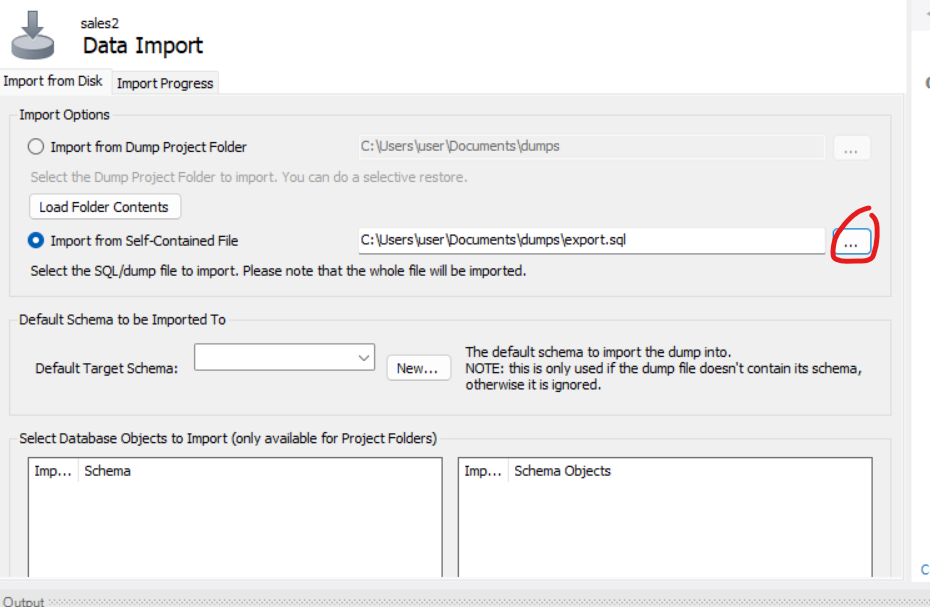 sales2
Data Import
Import from Disk Import Progress
Import Options
Import from Dump Project Folder C:\Users\user\Documents\dumps ...
Select the Dump Project Folder to import. You can do a selective restore.
Load Folder Contents
Import from Self-Contained File C:\Users\user\Documents\dumps\export.sql ...
Select the SQL/dump file to import. Please note that the whole file will be imported.
Default Schema to be Imported To
The default schema to import the dump into.
Default Target Schema: New... NOTE: this is only used if the dump file doesn't contain its schema,
otherwise it is ignored.
Select Database Objects to Import (only available for Project Folders)
Imp... Schema Imp... Schema Objects
Output